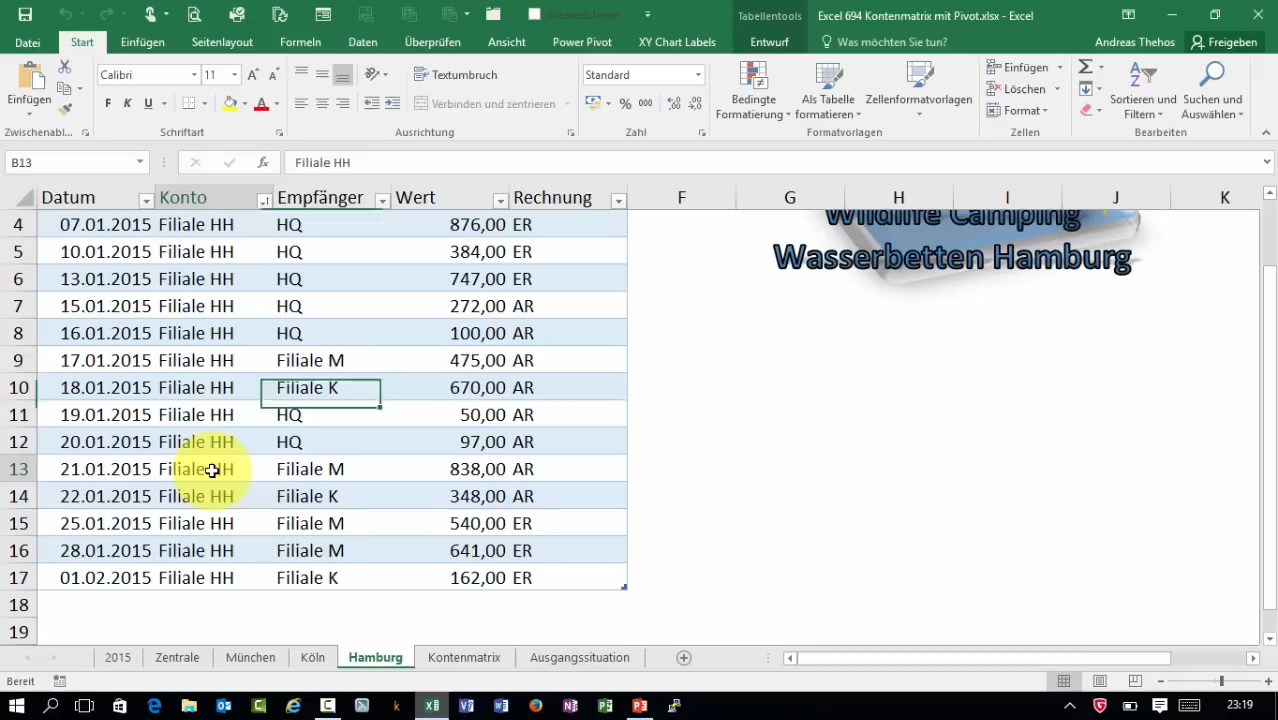 Listenerzulinien
Tabellentools
Excel 694 Kontenmatrix mit Pivot.xlsx - Excel
Datei
Start
Einfügen
Seitenlayout
Formeln
Daten
Überprüfen
Ansicht
Power Pivot
XY Chart Labels
Entwurf
Was möchten Sie tun?
Andreas Thehos
Freigeben
Einfügen
Calibri
11
F K U
Textumbruch
Verbinden und zentrieren
Standard
% 000
Bedingte Formatierung
Als Tabelle formatieren
Zellenformatvorlagen
Einfügen
Löschen
Format
Sortieren und Filtern
Suchen und Auswählen
Zwischenabl...
Schriftart
Ausrichtung
Zahl
Formatvorlagen
Zellen
Bearbeiten
B13
fx
Filiale HH
Datum Konto Empfänger Wert Rechnung F G H I J K
4 07.01.2015 Filiale HH HQ 876,00 ER
5 10.01.2015 Filiale HH HQ 384,00 ER
6 13.01.2015 Filiale HH HQ 747,00 ER
7 15.01.2015 Filiale HH HQ 272,00 AR
8 16.01.2015 Filiale HH HQ 100,00 AR
9 17.01.2015 Filiale HH Filiale M 475,00 AR
10 18.01.2015 Filiale HH Filiale K 670,00 AR
11 19.01.2015 Filiale HH HQ 50,00 AR
12 20.01.2015 Filiale HH HQ 97,00 AR
13 21.01.2015 Filiale HH Filiale M 838,00 AR
14 22.01.2015 Filiale HH Filiale K 348,00 AR
15 25.01.2015 Filiale HH Filiale M 540,00 ER
16 28.01.2015 Filiale HH Filiale M 641,00 ER
17 01.02.2015 Filiale HH Filiale K 162,00 ER
18
19
Wildlife Camping
Wasserbetten Hamburg
2015
Zentrale
München
Köln
Hamburg
Kontenmatrix
Ausgangssituation
Bereit
23:19